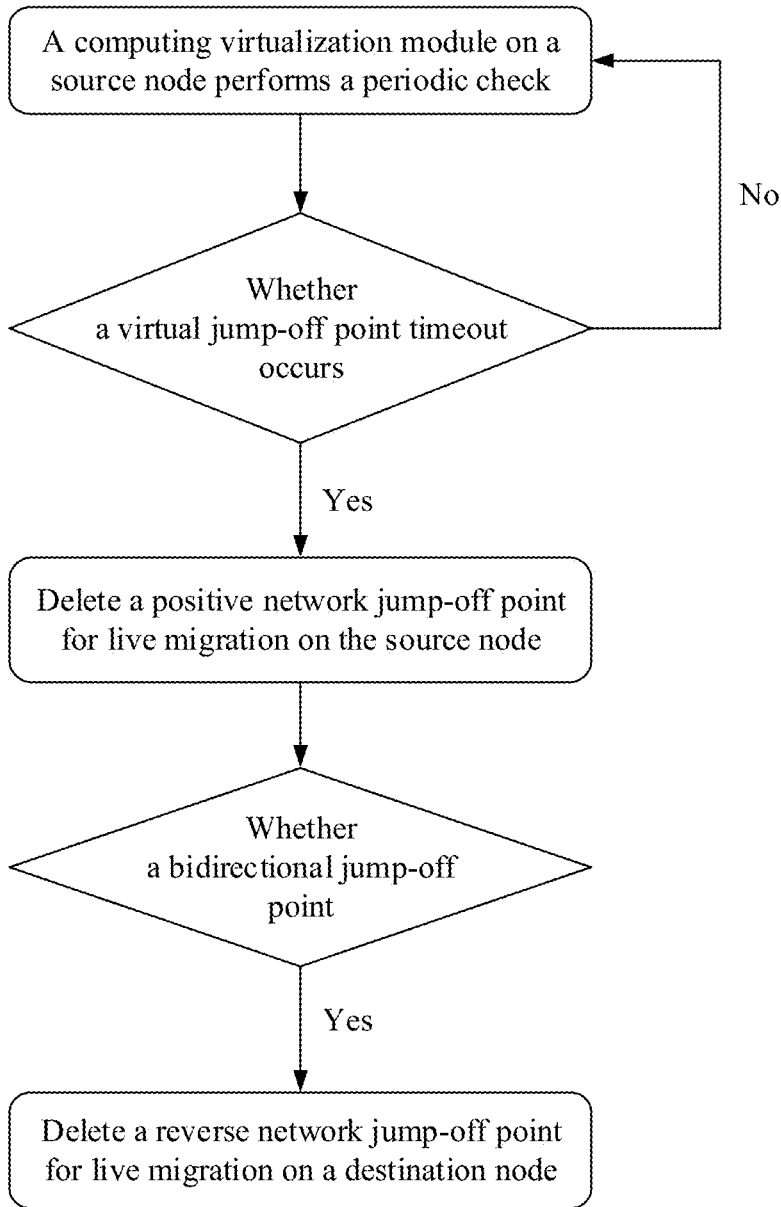 A computing virtualization module on a
source node performs a periodic check
No
Whether
a virtual jump-off point timeout
occurs
Yes
Delete a positive network jump-off point
for live migration on the source node
Whether
a bidirectional jump-off
point
Yes
Delete a reverse network jump-off point
for live migration on a destination node